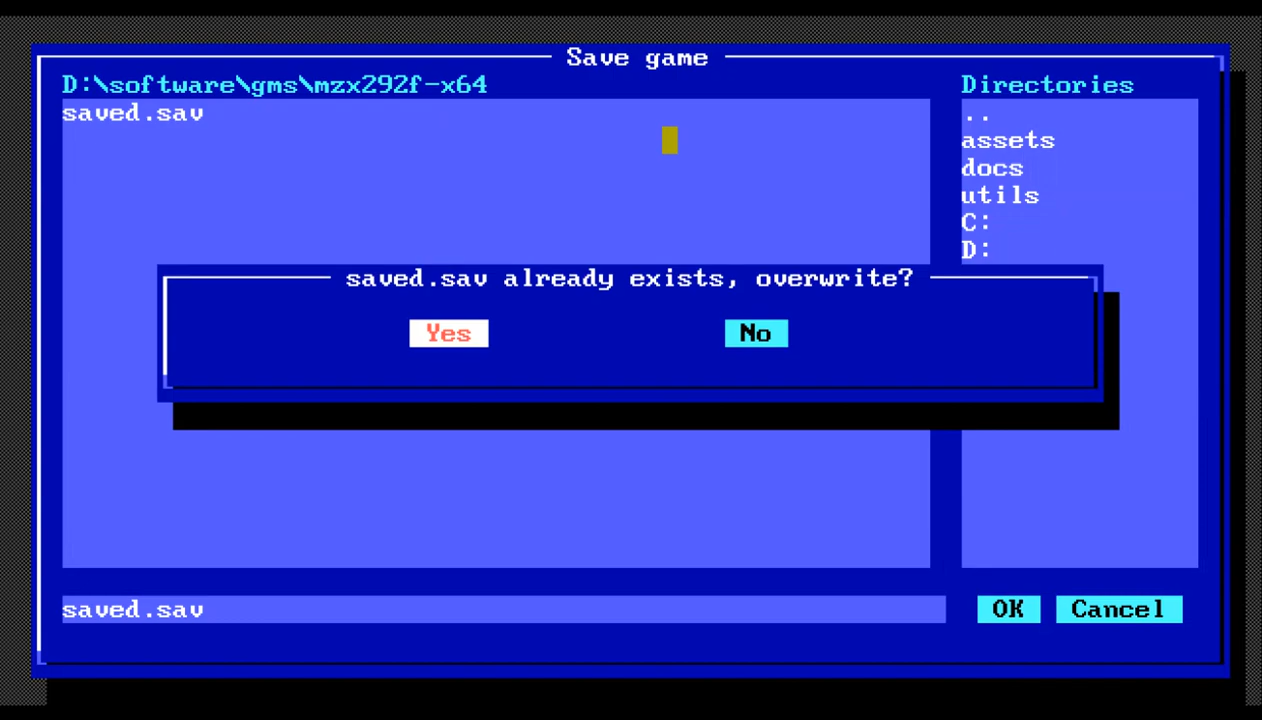 Save game
D:\software\gms\mzx292f-x64
Directories
saved.sav
..
assets
docs
utils
C:
D:
saved.sav already exists, overwrite?
Yes
No
saved.sav
OK
Cancel